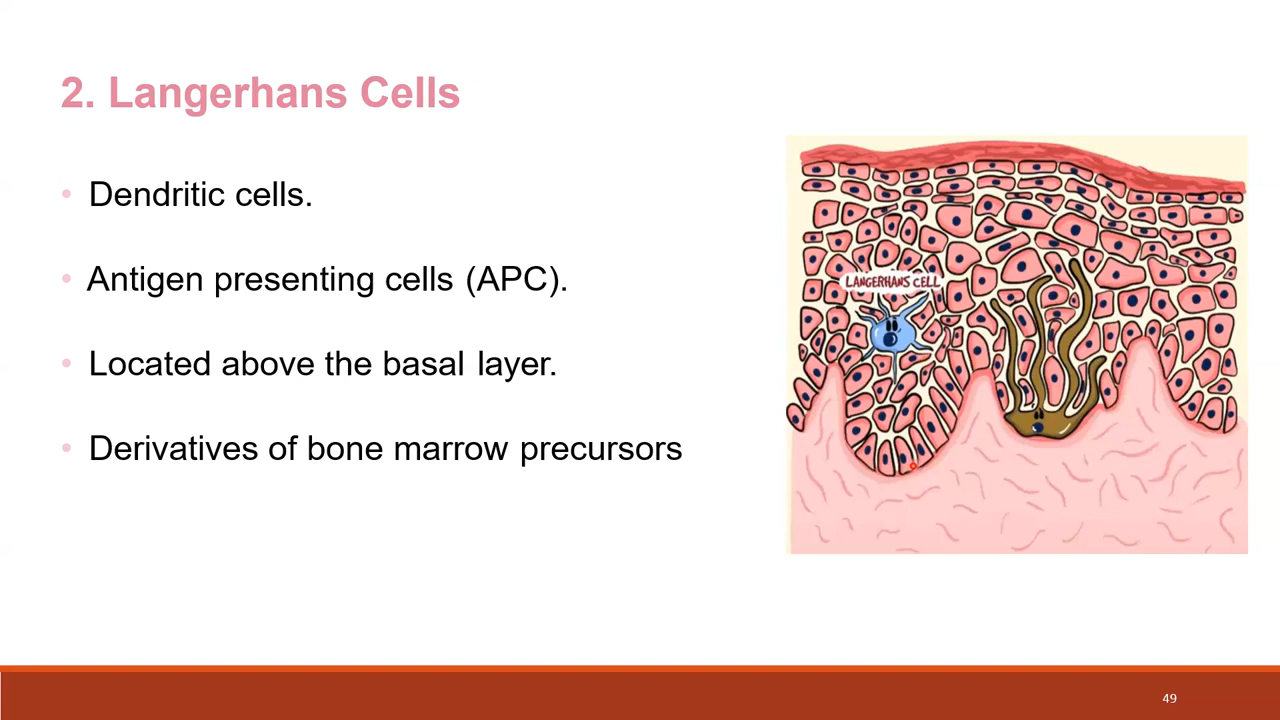 2. Langerhans Cells
• Dendritic cells.
• Antigen presenting cells (APC).
• Located above the basal layer.
• Derivatives of bone marrow precursors
LANGERHANS CELL
49